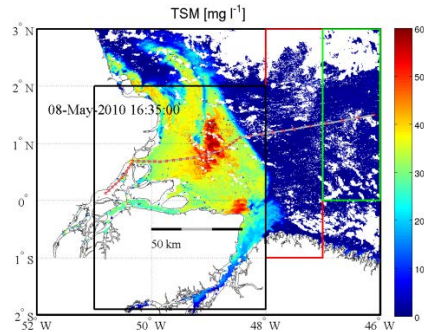 TSM [mg l⁻¹]
3° N
2° N
08-May-2010 16:35:00
1° N
0°
50 km
1° S
2° S
52° W
50° W
48° W
46° W
60
50
40
30
20
10
0